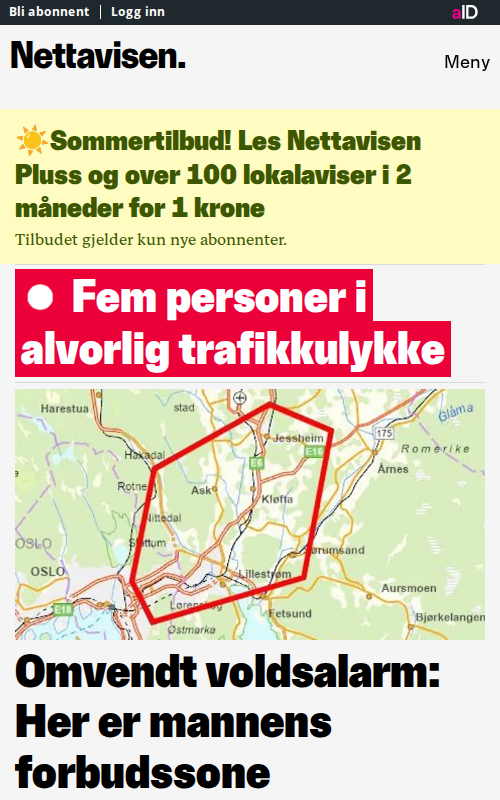 Bli abonnent | Logg inn
aID
Nettavisen.
Meny
Sommertilbud! Les Nettavisen
Pluss og over 100 lokalaviser i 2
måneder for 1 krone
Tilbudet gjelder kun nye abonnenter.
Fem personer i
alvorlig trafikkulykke
Harestua
stad
Glåma
175
Jessheim
Romerike
Hakadal
E16
E6
Årnes
Rotnes
Ask
Kløfta
Nittedal
OSLO
Slattum
Sørumsand
OSLO
Lillestrøm
Aursmoen
E18
Lørenskog
Fetsund
Bjørkelangen
Østmarka
Omvendt voldsalarm:
Her er mannens
forbudssone